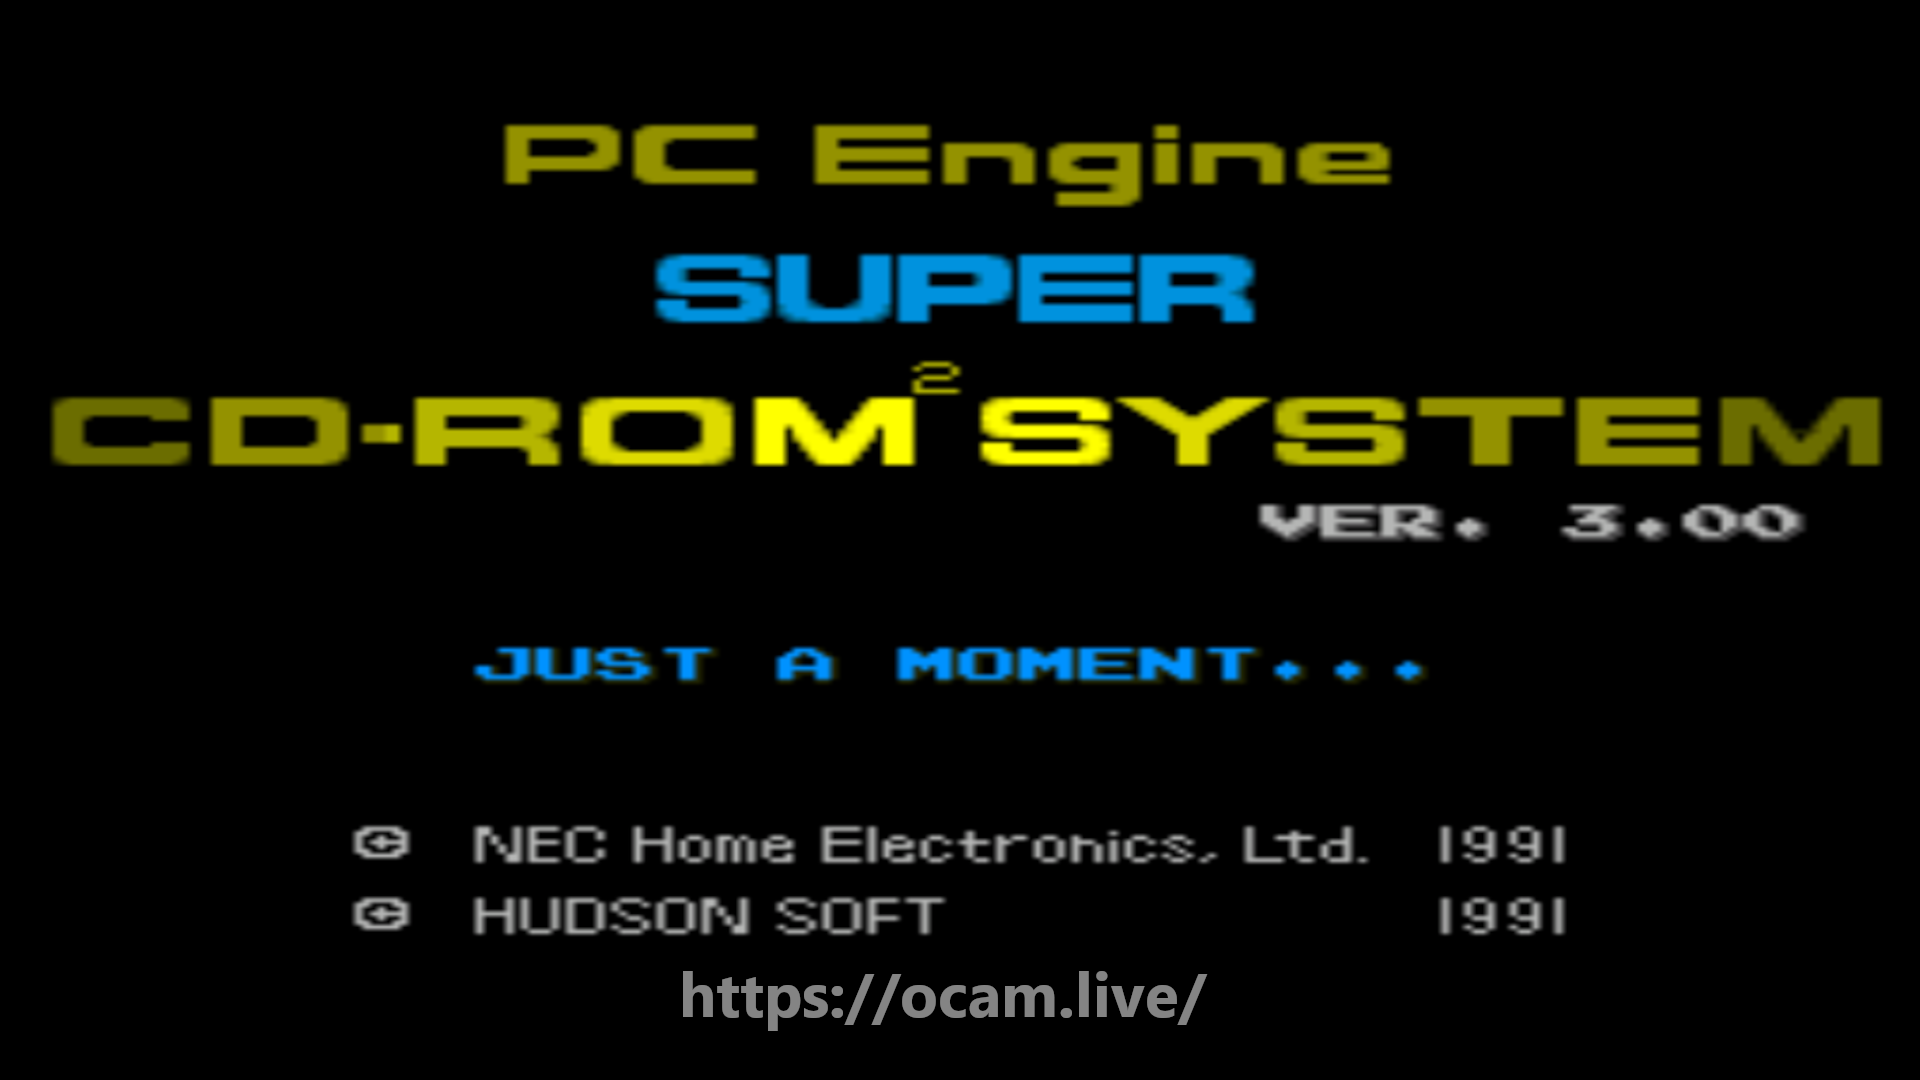 PC Engine
SUPER
CD-ROM² SYSTEM
VER. 3.00
JUST A MOMENT...
© NEC Home Electronics, Ltd. 1991
© HUDSON SOFT 1991
https://ocam.live/